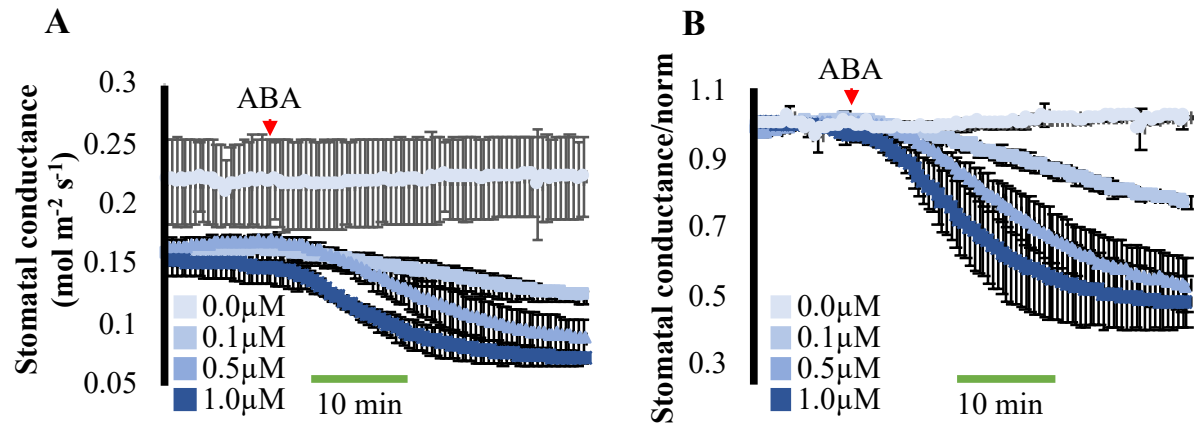 A
Stomatal conductance
(mol m⁻² s⁻¹)
0.3
0.25
0.2
0.15
0.1
0.05
ABA
0.0µM
0.1µM
0.5µM
1.0µM
10 min
B
Stomatal conductance/norm
1.1
0.9
0.7
0.5
0.3
ABA
0.0µM
0.1µM
0.5µM
1.0µM
10 min